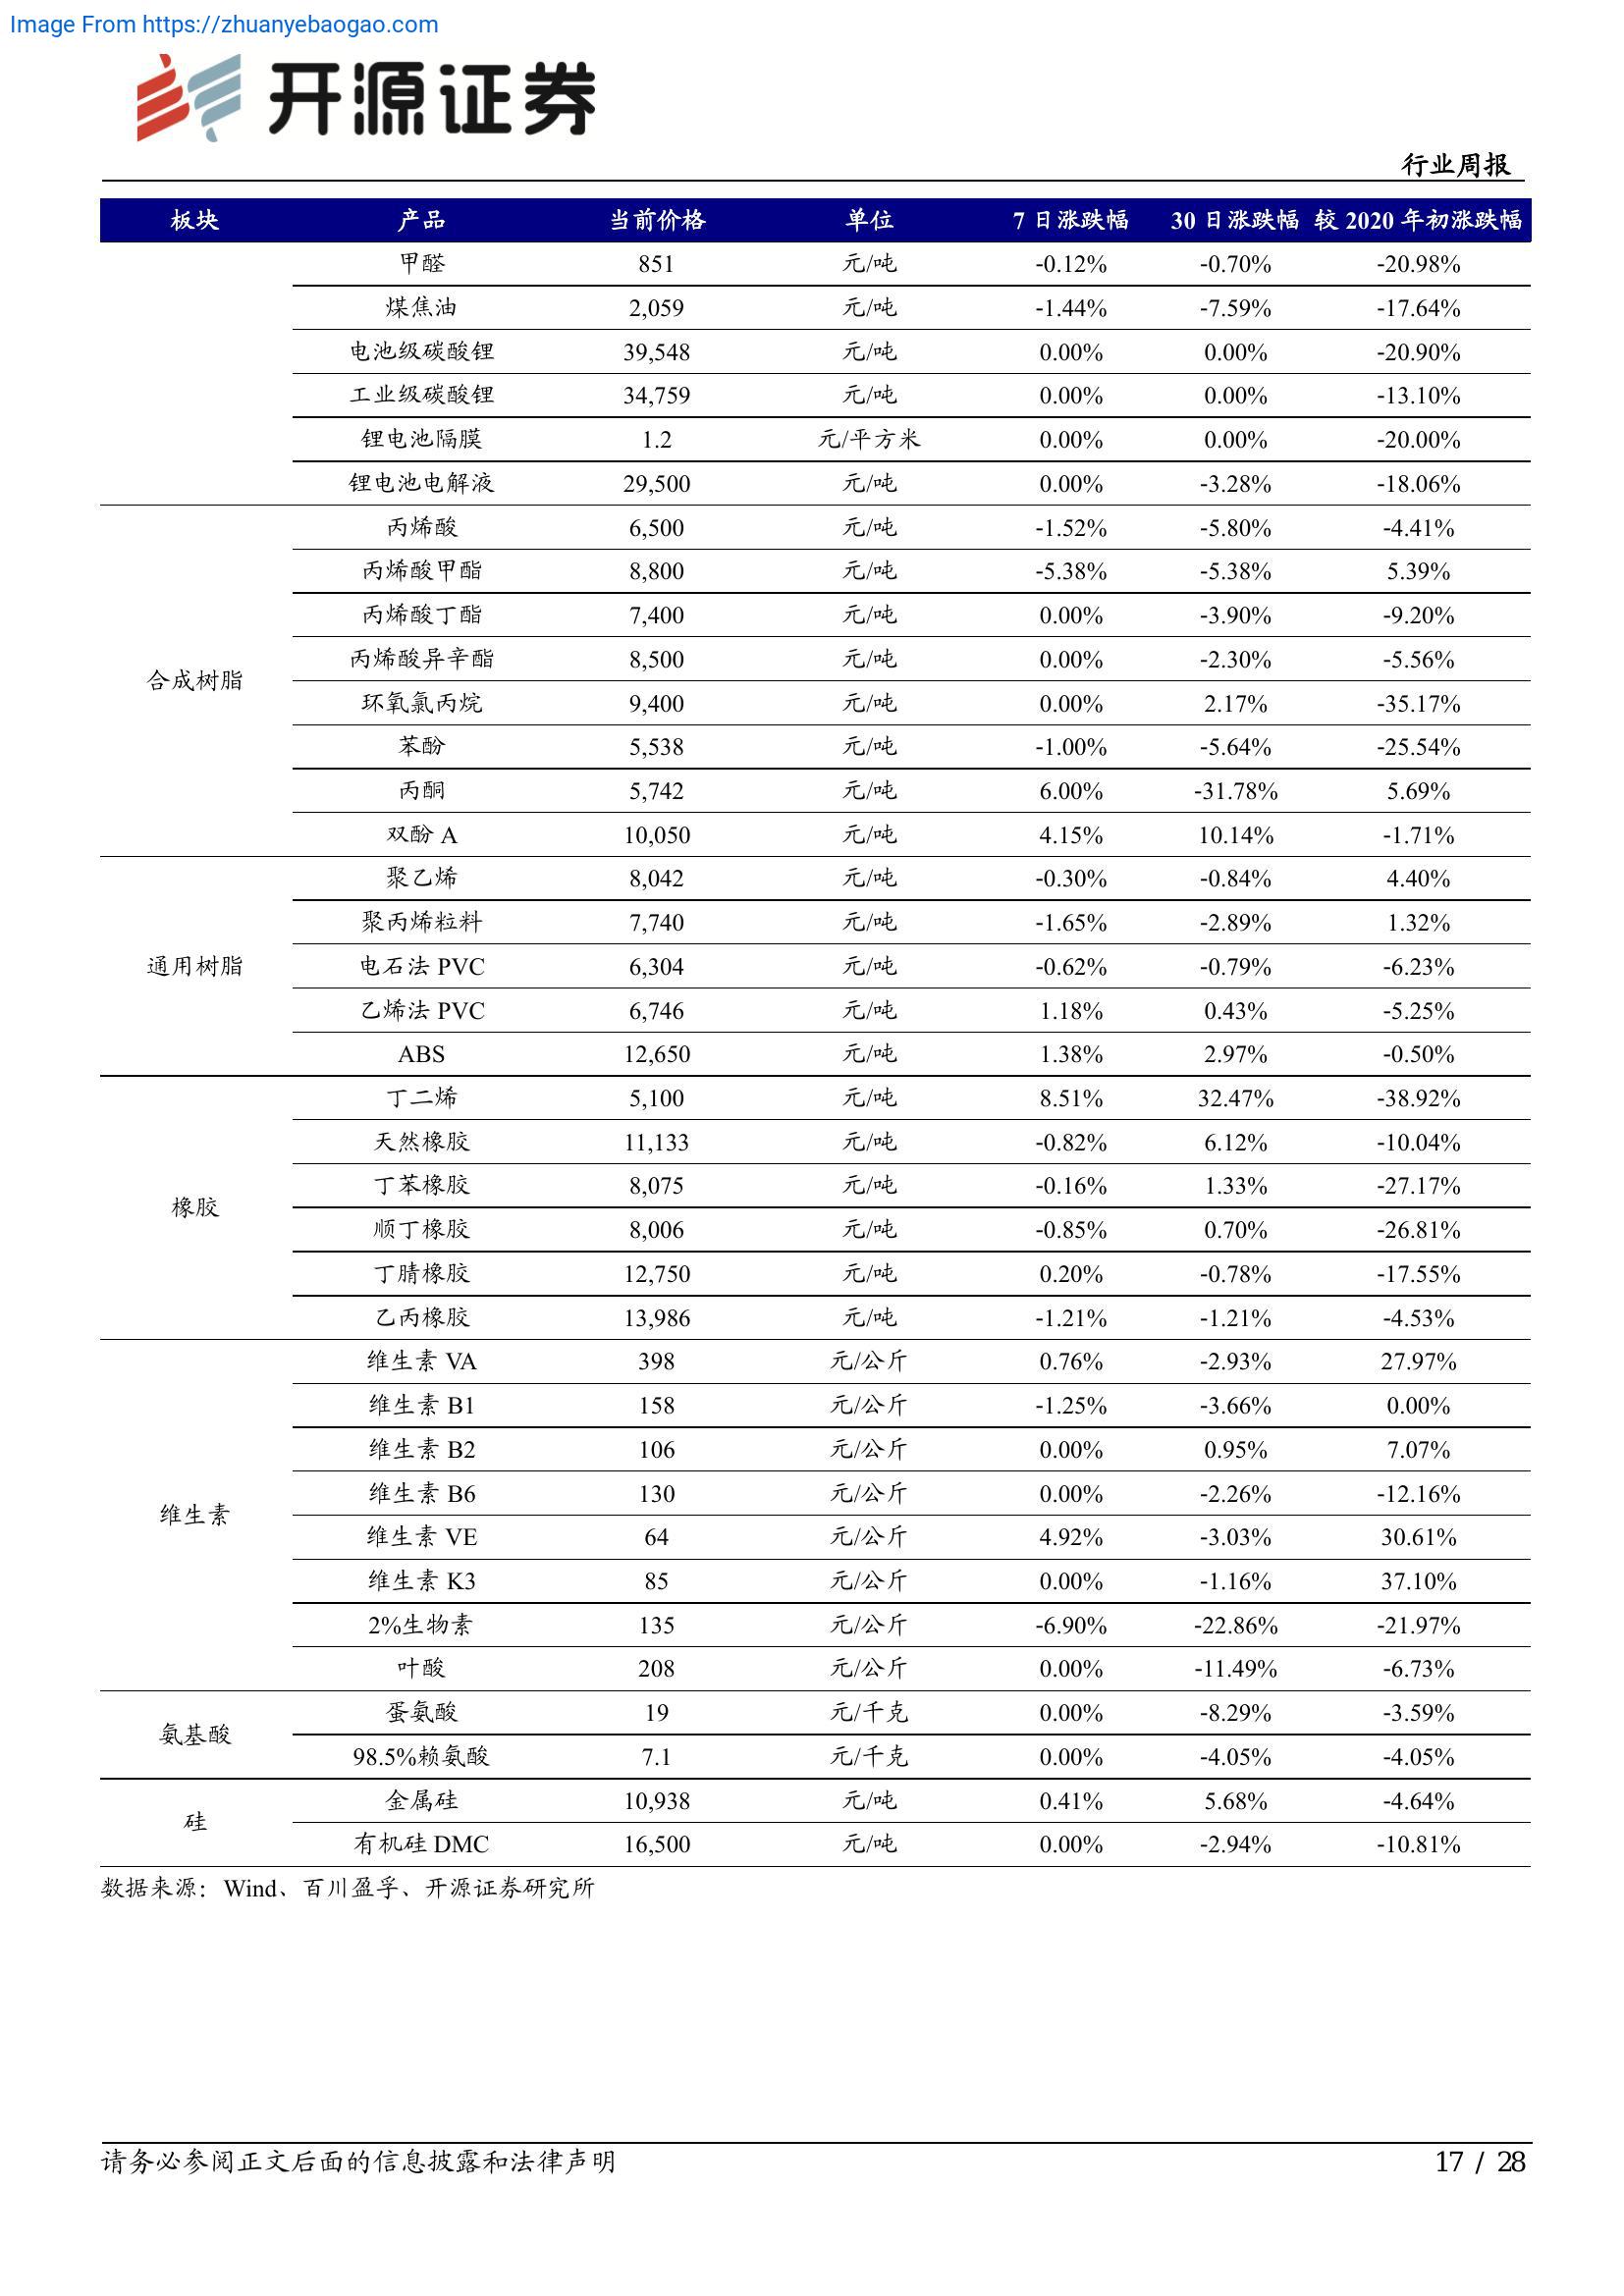 Image From https://zhuanyebaogao.com
开源证券
行业周报
板块 产品 当前价格 单位 7 日涨跌幅 30 日涨跌幅 较 2020 年初涨跌幅
甲醛 851 元/吨 -0.12% -0.70% -20.98%
煤焦油 2,059 元/吨 -1.44% -7.59% -17.64%
电池级碳酸锂 39,548 元/吨 0.00% 0.00% -20.90%
工业级碳酸锂 34,759 元/吨 0.00% 0.00% -13.10%
锂电池隔膜 1.2 元/平方米 0.00% 0.00% -20.00%
锂电池电解液 29,500 元/吨 0.00% -3.28% -18.06%
合成树脂
丙烯酸 6,500 元/吨 -1.52% -5.80% -4.41%
丙烯酸甲酯 8,800 元/吨 -5.38% -5.38% 5.39%
丙烯酸丁酯 7,400 元/吨 0.00% -3.90% -9.20%
丙烯酸异辛酯 8,500 元/吨 0.00% -2.30% -5.56%
环氧氯丙烷 9,400 元/吨 0.00% 2.17% -35.17%
苯酚 5,538 元/吨 -1.00% -5.64% -25.54%
丙酮 5,742 元/吨 6.00% -31.78% 5.69%
双酚 A 10,050 元/吨 4.15% 10.14% -1.71%
通用树脂
聚乙烯 8,042 元/吨 -0.30% -0.84% 4.40%
聚丙烯粒料 7,740 元/吨 -1.65% -2.89% 1.32%
电石法 PVC 6,304 元/吨 -0.62% -0.79% -6.23%
乙烯法 PVC 6,746 元/吨 1.18% 0.43% -5.25%
ABS 12,650 元/吨 1.38% 2.97% -0.50%
橡胶
丁二烯 5,100 元/吨 8.51% 32.47% -38.92%
天然橡胶 11,133 元/吨 -0.82% 6.12% -10.04%
丁苯橡胶 8,075 元/吨 -0.16% 1.33% -27.17%
顺丁橡胶 8,006 元/吨 -0.85% 0.70% -26.81%
丁腈橡胶 12,750 元/吨 0.20% -0.78% -17.55%
乙丙橡胶 13,986 元/吨 -1.21% -1.21% -4.53%
维生素
维生素 VA 398 元/公斤 0.76% -2.93% 27.97%
维生素 B1 158 元/公斤 -1.25% -3.66% 0.00%
维生素 B2 106 元/公斤 0.00% 0.95% 7.07%
维生素 B6 130 元/公斤 0.00% -2.26% -12.16%
维生素 VE 64 元/公斤 4.92% -3.03% 30.61%
维生素 K3 85 元/公斤 0.00% -1.16% 37.10%
2%生物素 135 元/公斤 -6.90% -22.86% -21.97%
叶酸 208 元/公斤 0.00% -11.49% -6.73%
氨基酸
蛋氨酸 19 元/千克 0.00% -8.29% -3.59%
98.5%赖氨酸 7.1 元/千克 0.00% -4.05% -4.05%
硅
金属硅 10,938 元/吨 0.41% 5.68% -4.64%
有机硅 DMC 16,500 元/吨 0.00% -2.94% -10.81%
数据来源：Wind、百川盈孚、开源证券研究所
请务必参阅正文后面的信息披露和法律声明 17 / 28